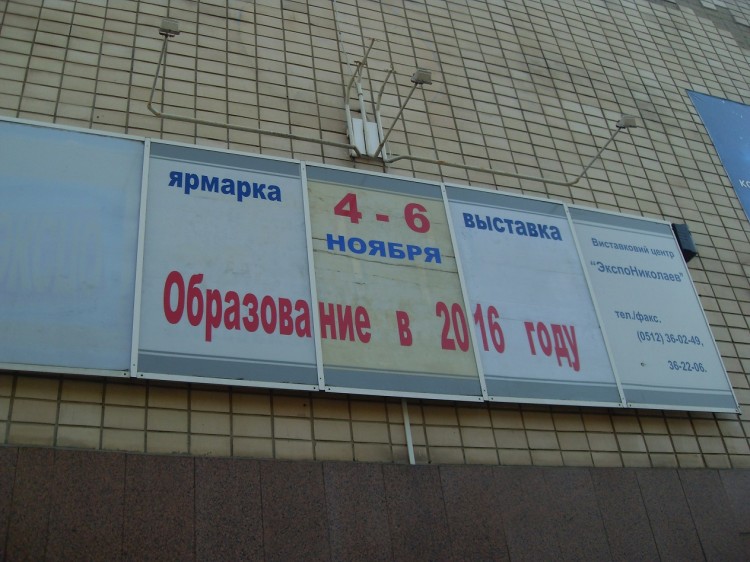 ярмарка
4 - 6
НОЯБРЯ
выставка
Образование в 2016 году
Виставковий центр
"ЭкспоНиколаев"
тел./факс.
(0512) 36-02-49,
36-22-06.